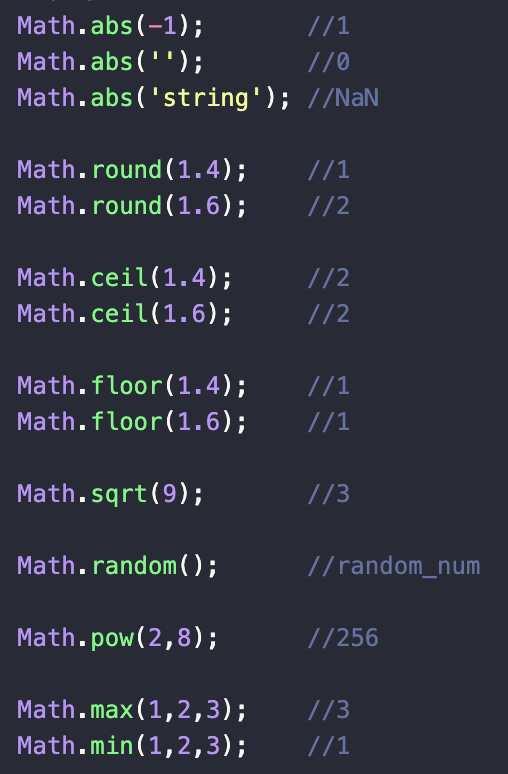 Math.abs(-1);       //1
Math.abs('');       //0
Math.abs('string'); //NaN
Math.round(1.4);    //1
Math.round(1.6);    //2
Math.ceil(1.4);     //2
Math.ceil(1.6);     //2
Math.floor(1.4);    //1
Math.floor(1.6);    //1
Math.sqrt(9);       //3
Math.random();      //random_num
Math.pow(2,8);      //256
Math.max(1,2,3);    //3
Math.min(1,2,3);    //1